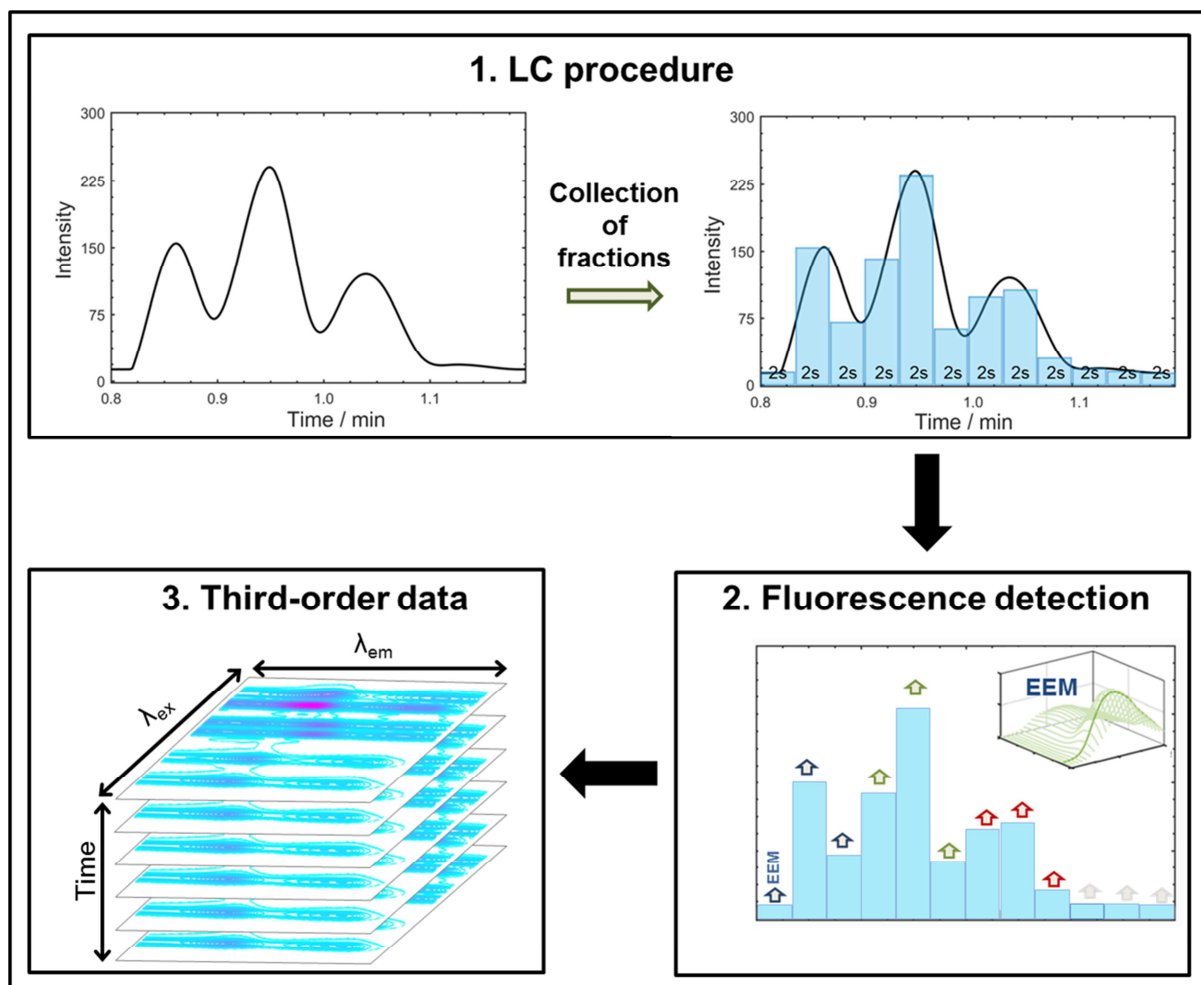 1. LC procedure
300
225
150
75
0
Intensity
0.8
0.9
1.0
1.1
Time / min
Collection
of
fractions
300
225
150
75
0
Intensity
2s 2s 2s 2s 2s 2s 2s 2s 2s 2s 2s 2s
0.8
0.9
1.0
1.1
Time / min
3. Third-order data
λem
λex
Time
2. Fluorescence detection
EEM
EEM